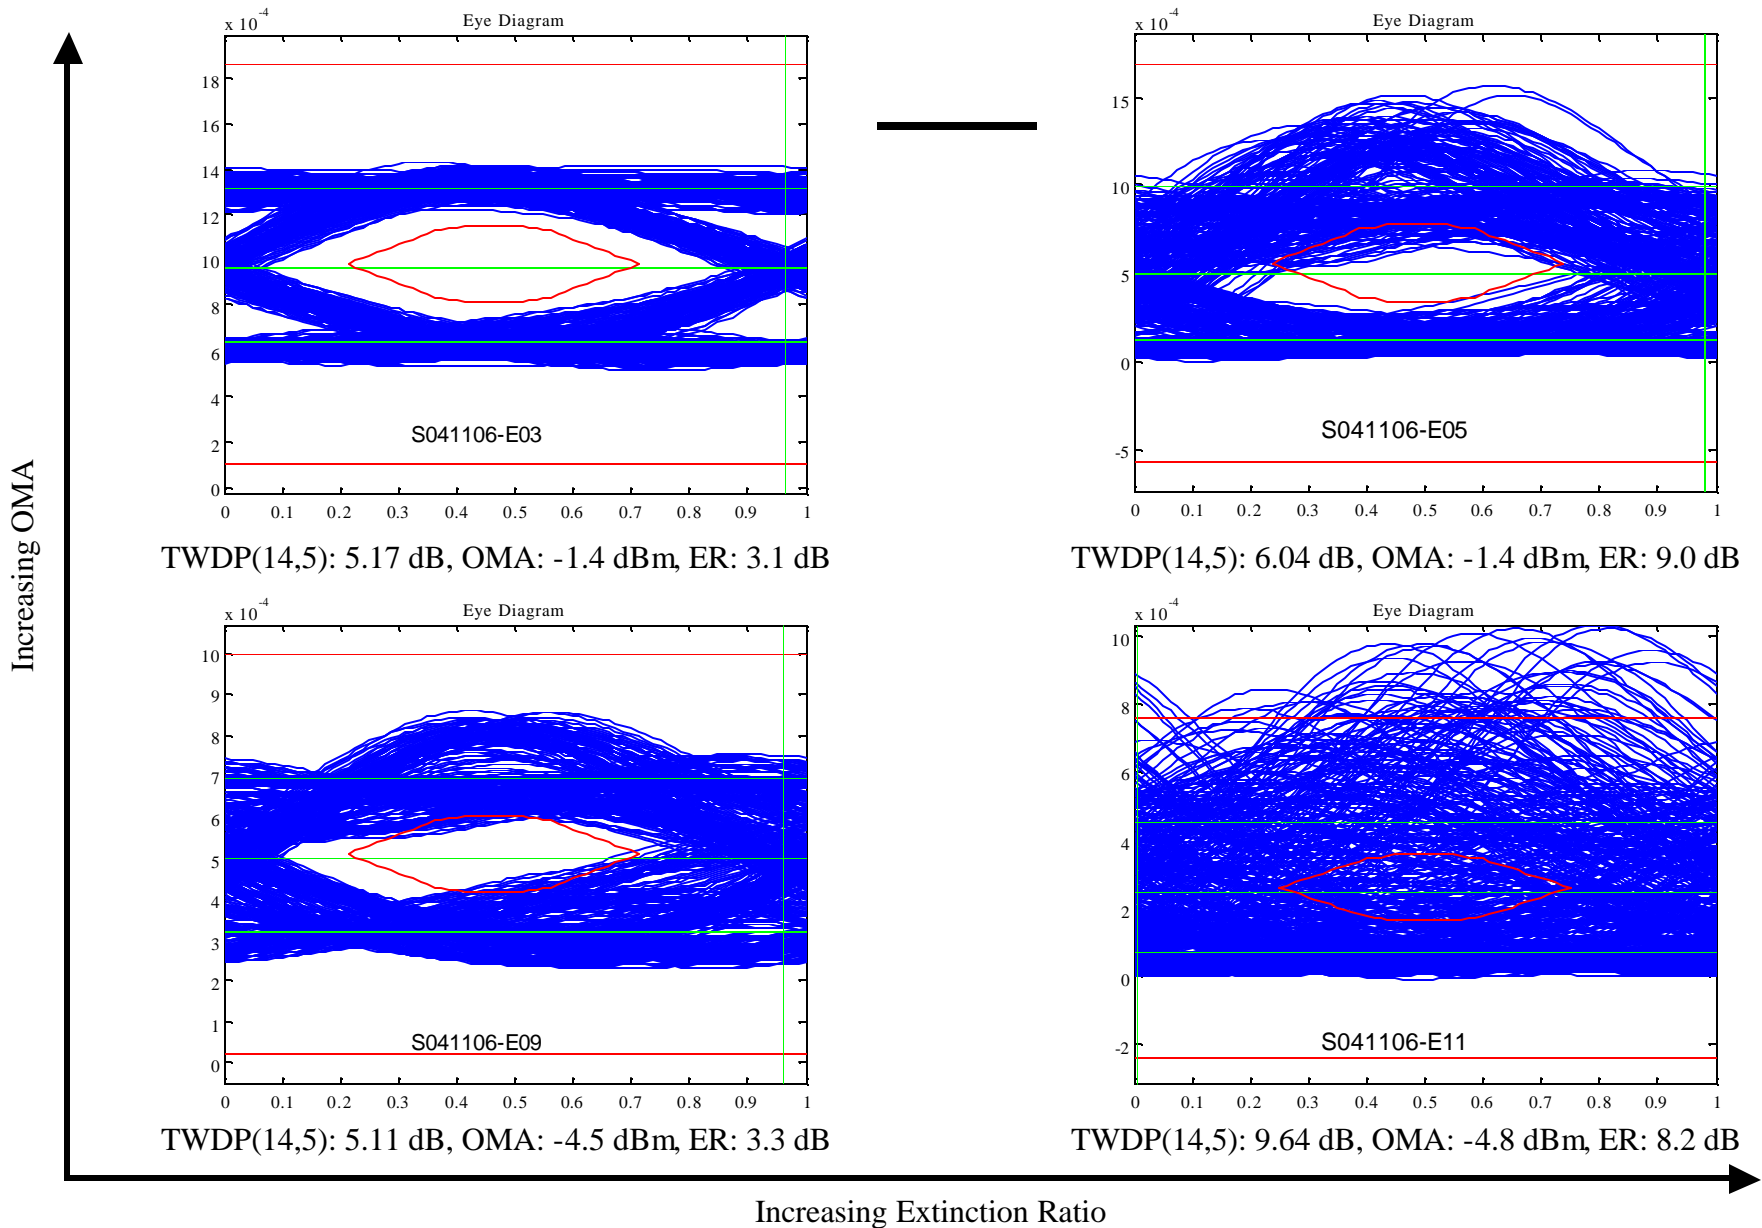 x 10 -4
Eye Diagram
18
16
14
12
10
8
6
4
2
0
S041106-E03
0 0.1 0.2 0.3 0.4 0.5 0.6 0.7 0.8 0.9 1
TWDP(14,5): 5.17 dB, OMA: -1.4 dBm, ER: 3.1 dB
x 10 -4
Eye Diagram
15
10
5
0
-5
S041106-E05
0 0.1 0.2 0.3 0.4 0.5 0.6 0.7 0.8 0.9 1
TWDP(14,5): 6.04 dB, OMA: -1.4 dBm, ER: 9.0 dB
Increasing OMA
x 10 -4
Eye Diagram
10
9
8
7
6
5
4
3
2
1
0
S041106-E09
0 0.1 0.2 0.3 0.4 0.5 0.6 0.7 0.8 0.9 1
TWDP(14,5): 5.11 dB, OMA: -4.5 dBm, ER: 3.3 dB
x 10 -4
Eye Diagram
10
8
6
4
2
0
-2
S041106-E11
0 0.1 0.2 0.3 0.4 0.5 0.6 0.7 0.8 0.9 1
TWDP(14,5): 9.64 dB, OMA: -4.8 dBm, ER: 8.2 dB
Increasing Extinction Ratio